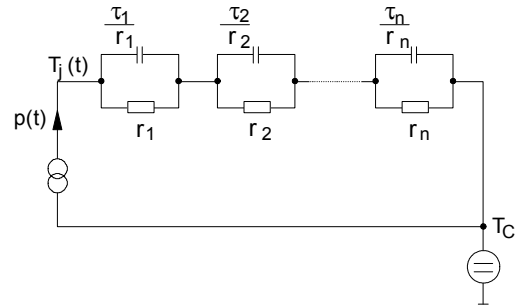 τ1 τ2 τn
r1 r2 rn
Tj(t)
r1 r2 rn
p(t)
TC